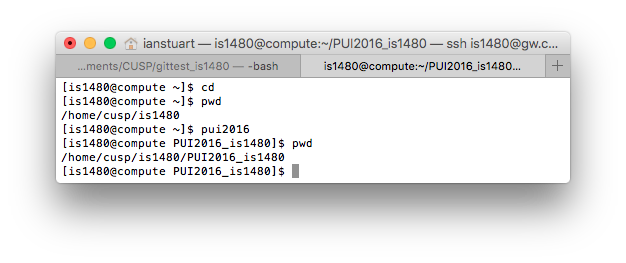 ianstuart — is1480@compute:~/PUI2016_is1480 — ssh is1480@gw.c...
...ments/CUSP/gittest_is1480 — -bash
is1480@compute:~/PUI2016_is1480...
[is1480@compute ~]$ cd
[is1480@compute ~]$ pwd
/home/cusp/is1480
[is1480@compute ~]$ pui2016
[is1480@compute PUI2016_is1480]$ pwd
/home/cusp/is1480/PUI2016_is1480
[is1480@compute PUI2016_is1480]$